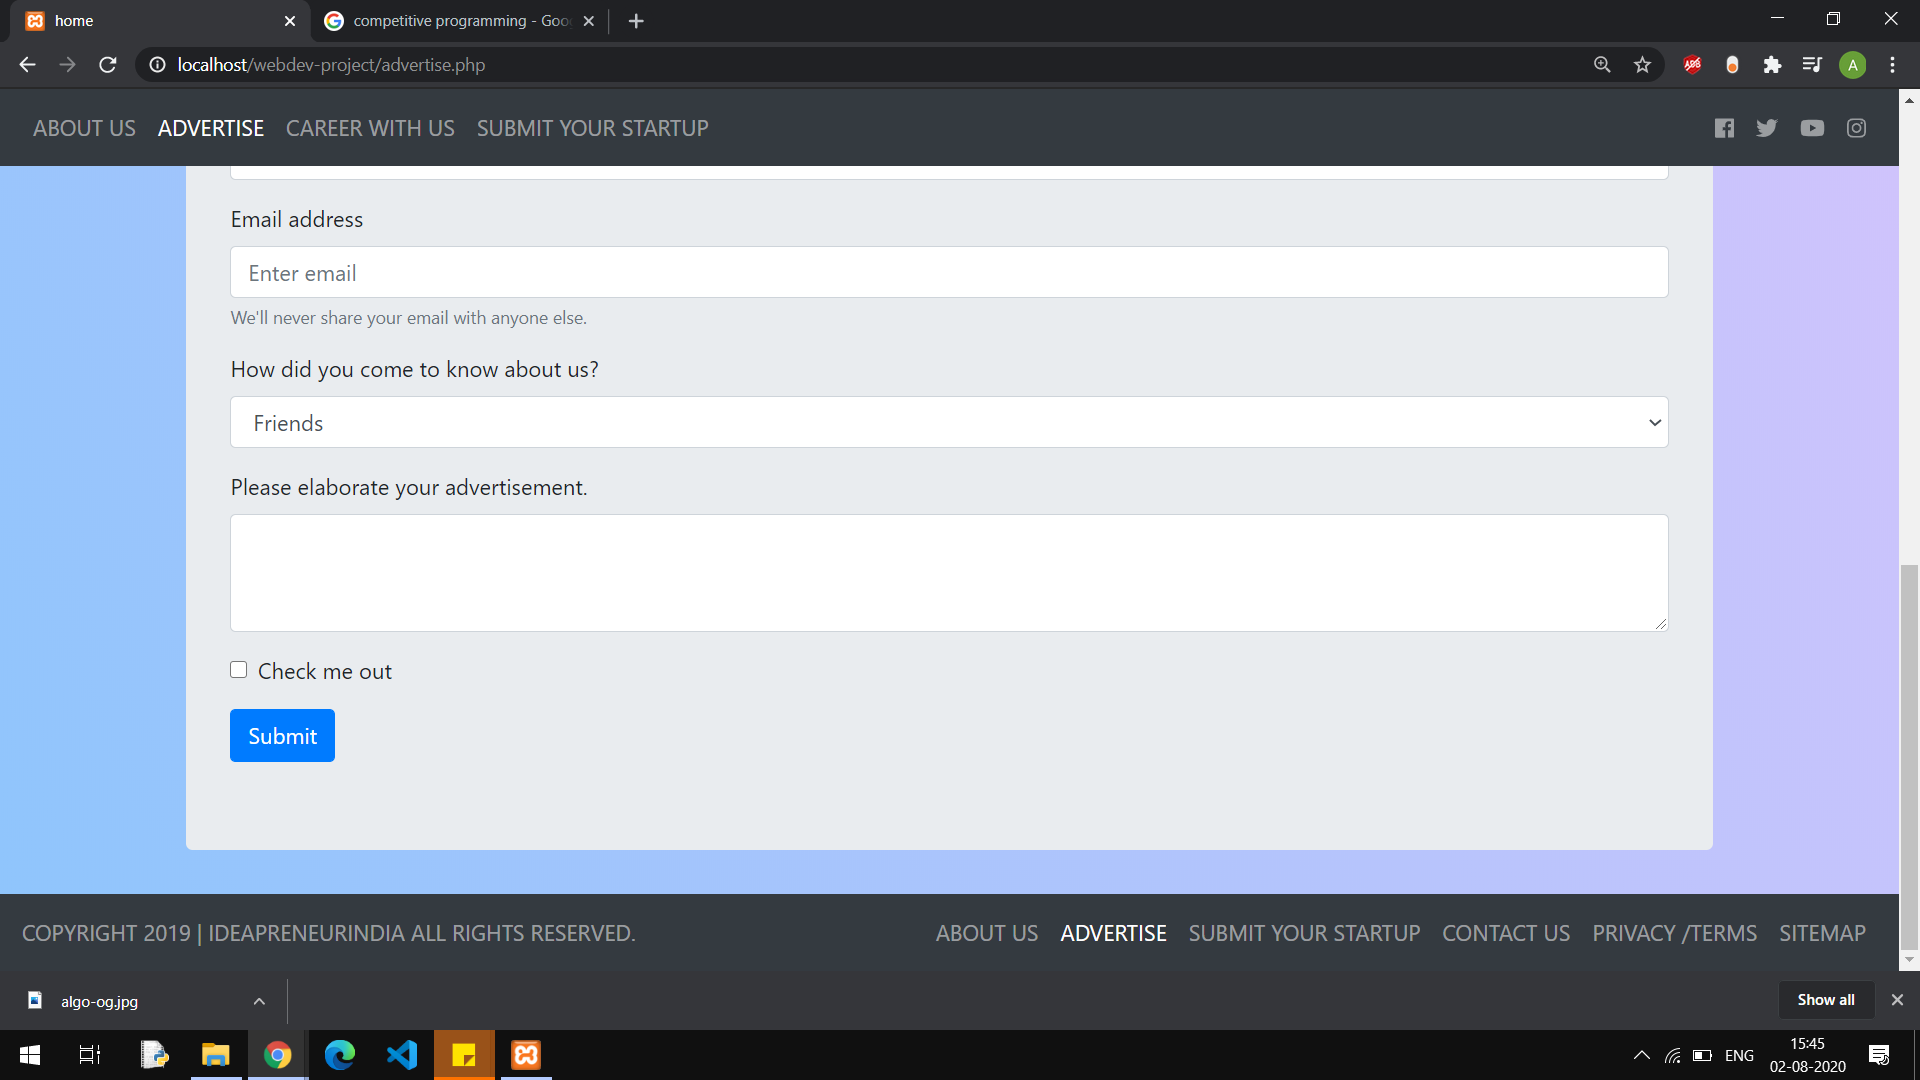 home
competitive programming - Goo
localhost/webdev-project/advertise.php
A
ABOUT US ADVERTISE CAREER WITH US SUBMIT YOUR STARTUP
Email address
Enter email
We'll never share your email with anyone else.
How did you come to know about us?
Friends
Please elaborate your advertisement.
Check me out
Submit
COPYRIGHT 2019 | IDEAPRENEURINDIA ALL RIGHTS RESERVED. ABOUT US ADVERTISE SUBMIT YOUR STARTUP CONTACT US PRIVACY /TERMS SITEMAP
algo-og.jpg
Show all
ENG
15:45
02-08-2020